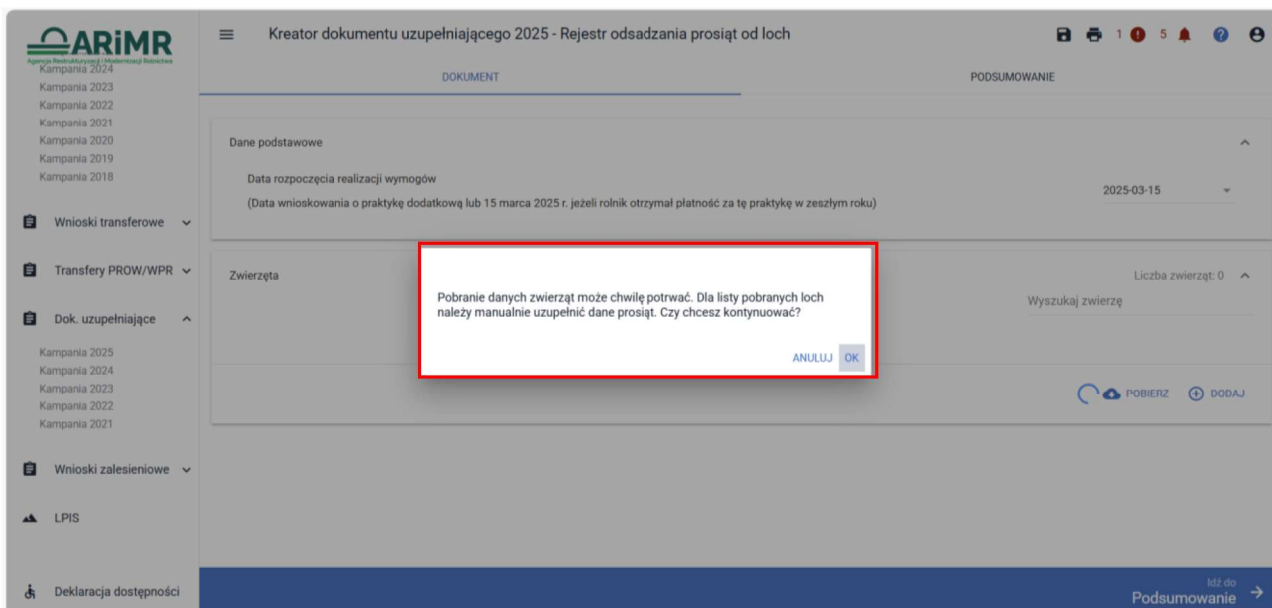 ARiMR
Agencja Restrukturyzacji i Modernizacji Rolnictwa
Kampania 2024
Kampania 2023
Kampania 2022
Kampania 2021
Kampania 2020
Kampania 2019
Kampania 2018
Wnioski transferowe
Transfery PROW/WPR
Dok. uzupełniające
Kampania 2025
Kampania 2024
Kampania 2023
Kampania 2022
Kampania 2021
Wnioski zalesieniowe
LPIS
Deklaracja dostępności
Kreator dokumentu uzupełniającego 2025 - Rejestr odsadzania prosiąt od loch
1 5
DOKUMENT
PODSUMOWANIE
Dane podstawowe
Data rozpoczęcia realizacji wymogów
(Data wnioskowania o praktykę dodatkową lub 15 marca 2025 r. jeżeli rolnik otrzymał płatność za tę praktykę w zeszłym roku)
2025-03-15
Zwierzęta
Liczba zwierząt: 0
Wyszukaj zwierzę
Pobranie danych zwierząt może chwilę potrwać. Dla listy pobranych loch
należy manualnie uzupełnić dane prosiąt. Czy chcesz kontynuować?
ANULUJ OK
POBIERZ DODAJ
Idź do
Podsumowanie